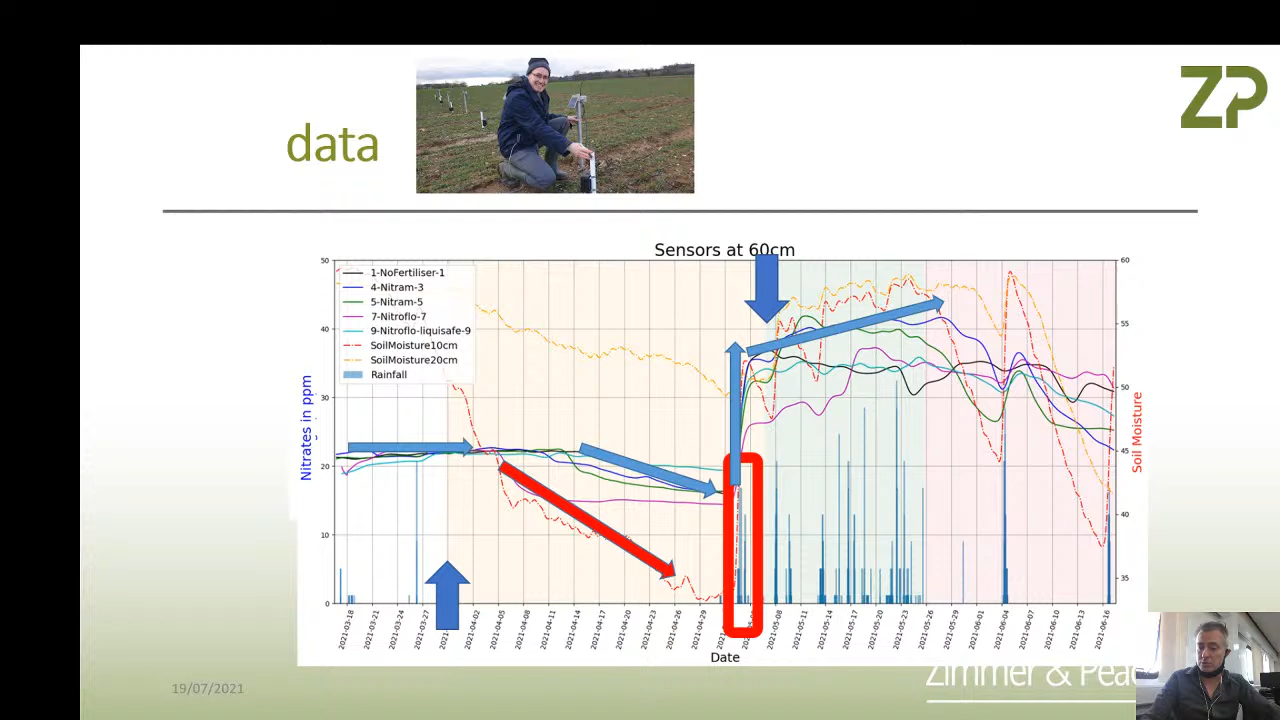 data
ZP
Sensors at 60cm
50
40
30
20
10
0
Nitrates in ppm
1-NoFertiliser-1
4-Nitram-3
5-Nitram-5
7-Nitroflo-7
9-Nitroflo-liquisafe-9
SoilMoisture10cm
SoilMoisture20cm
Rainfall
60
55
50
45
40
35
Soil Moisture
2021-03-18
2021-03-21
2021-03-24
2021-03-27
2021-
2021-04-02
2021-04-05
2021-04-08
2021-04-11
2021-04-14
2021-04-17
2021-04-20
2021-04-23
2021-04-26
2021-04-29
2021-05-08
2021-05-11
2021-05-14
2021-05-17
2021-05-20
2021-05-23
2021-05-26
2021-05-29
2021-06-01
2021-06-04
2021-06-07
2021-06-10
2021-06-13
2021-06-16
Date
19/07/2021
Zimmer & Peac